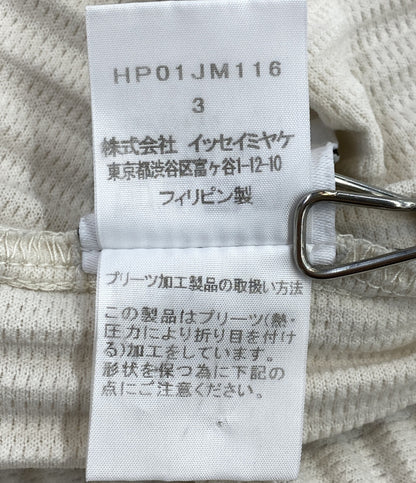 HP01JM116
3
株式会社 イッセイミヤケ
東京都渋谷区富ヶ谷1-12-10
フィリピン製
プリーツ加工製品の取扱い方法
この製品はプリーツ(熱・
圧力により折り目を付け
る)加工をしています。
形状を保つ為に下記の
点にご注意ください。